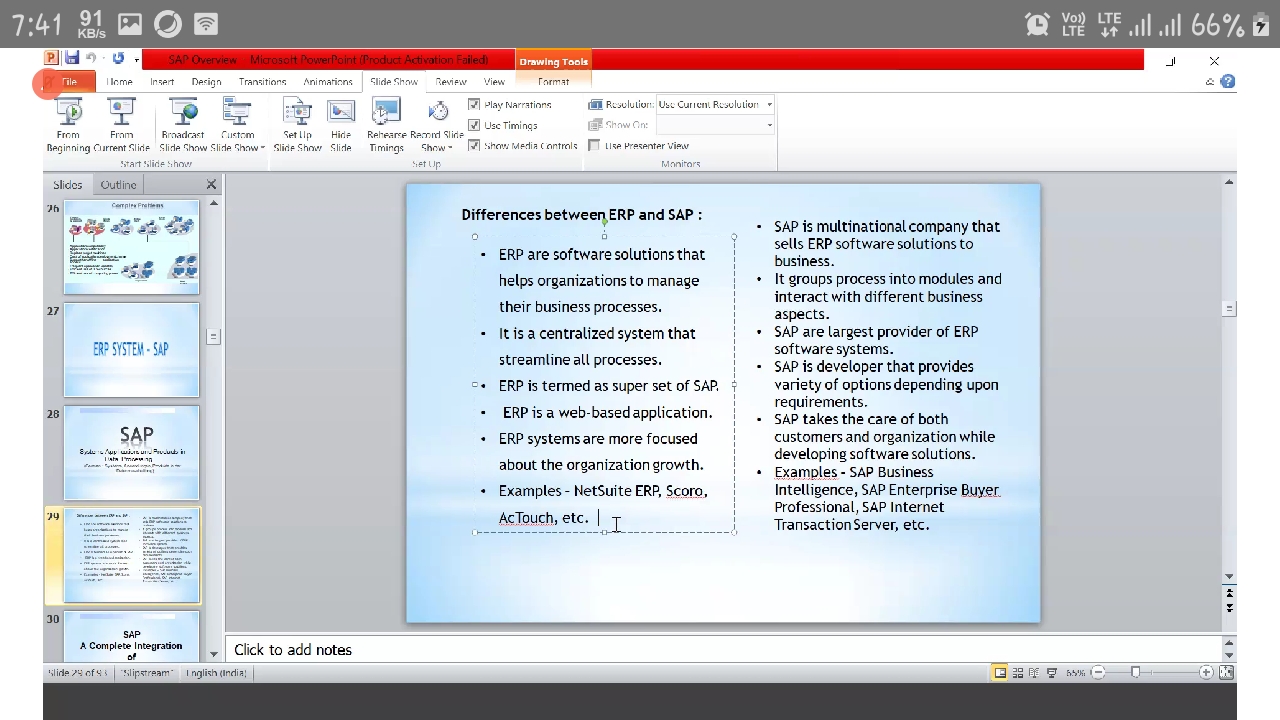 7:41 91 KB/s Vo) LTE LTE 66%
SAP Overview Microsoft PowerPoint (Product Activation Failed) Drawing Tools
File Home Insert Design Transitions Animations Slide Show Review View Format
From Beginning
From Current Slide
Broadcast Slide Show
Custom Slide Show
Start Slide Show
Set Up Slide Show
Hide Slide
Rehearse Timings
Record Slide Show
Play Narrations
Use Timings
Show Media Controls
Set Up
Resolution: Use Current Resolution
Show On:
Use Presenter View
Monitors
Slides Outline
26
Complex Problems
27
ERP SYSTEM - SAP
28
SAP
Systems Applications and Products in
Data Processing
29
30
SAP
A Complete Integration
of
Differences between ERP and SAP :
• ERP are software solutions that
helps organizations to manage
their business processes.
• It is a centralized system that
streamline all processes.
• ERP is termed as super set of SAP.
• ERP is a web-based application.
• ERP systems are more focused
about the organization growth.
• Examples - NetSuite ERP, Scoro,
AcTouch, etc.
• SAP is multinational company that
sells ERP software solutions to
business.
• It groups process into modules and
interact with different business
aspects.
• SAP are largest provider of ERP
software systems.
• SAP is developer that provides
variety of options depending upon
requirements.
• SAP takes the care of both
customers and organization while
developing software solutions.
• Examples - SAP Business
Intelligence, SAP Enterprise Buyer
Professional, SAP Internet
Transaction Server, etc.
Click to add notes
Slide 29 of 93 "Slipstream" English (India) 65%